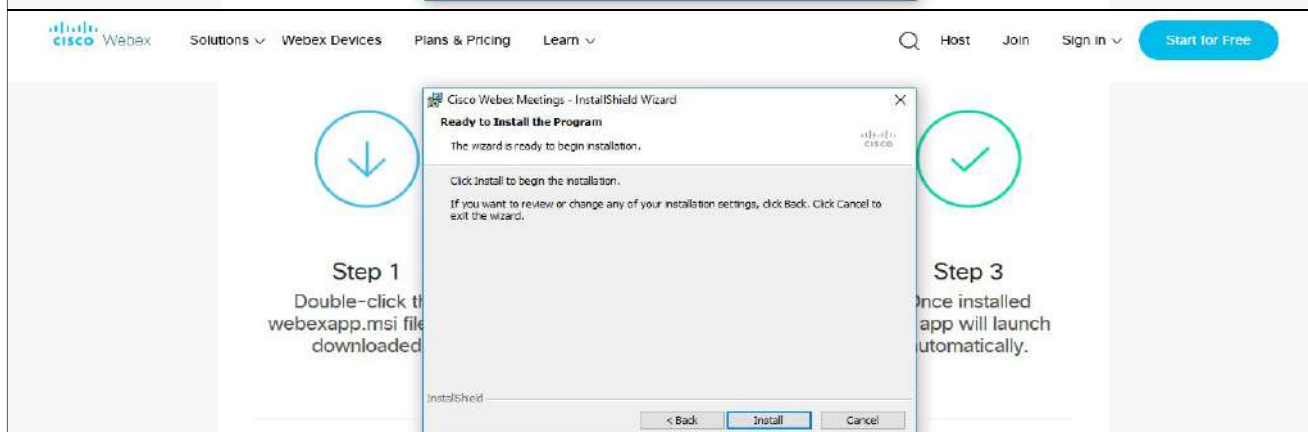 cisco Webex Solutions Webex Devices Plans & Pricing Learn Host Join Sign in Start for Free
Cisco Webex Meetings - InstallShield Wizard
Ready to Install the Program
The wizard is ready to begin installation.
cisco
Click Install to begin the installation.
If you want to review or change any of your installation settings, click Back. Click Cancel to
exit the wizard.
Step 1
Double-click
webexapp.msi
downloaded
Step 3
installed
app will launch
automatically.
InstallShield
< Back Install Cancel